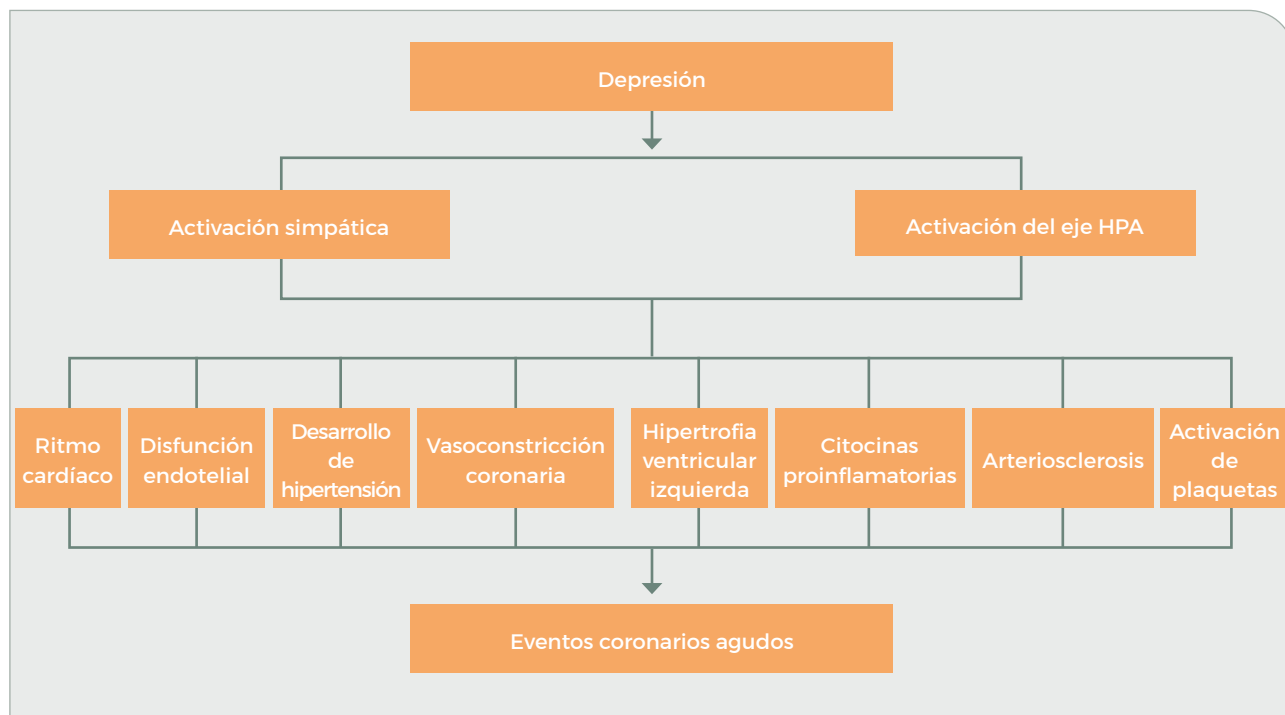 Depresión
Activación simpática
Activación del eje HPA
Ritmo
cardíaco
Disfunción
endotelial
Desarrollo
de
hipertensión
Vasoconstricción
coronaria
Hipertrofia
ventricular
izquierda
Citocinas
proinflamatorias
Arteriosclerosis
Activación
de
plaquetas
Eventos coronarios agudos